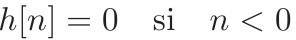 h[n] = 0 si n < 0